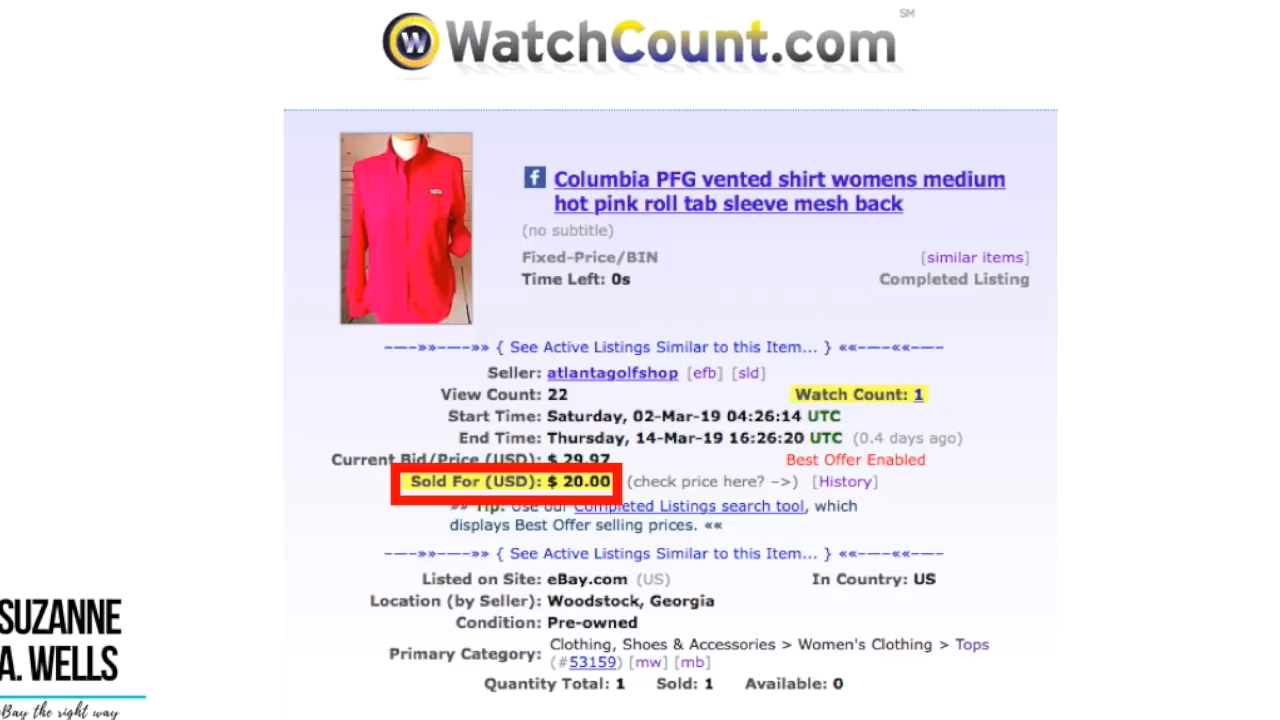 W WatchCount.com SM
f Columbia PFG vented shirt womens medium
hot pink roll tab sleeve mesh back
(no subtitle)
Fixed-Price/BIN [similar items]
Time Left: 0s Completed Listing
-—-»»-—-»» { See Active Listings Similar to this Item... } ««-—-««-—-
Seller: atlantagolfshop [efb] [sld]
View Count: 22 Watch Count: 1
Start Time: Saturday, 02-Mar-19 04:26:14 UTC
End Time: Thursday, 14-Mar-19 16:26:20 UTC (0.4 days ago)
Current Bid/Price (USD): $ 29.97 Best Offer Enabled
Sold For (USD): $ 20.00 (check price here? ->) [History]
»» Tip: Use our Completed Listings search tool, which
displays Best Offer selling prices. ««
-—-»»-—-»» { See Active Listings Similar to this Item... } ««-—-««-—-
Listed on Site: eBay.com (US) In Country: US
Location (by Seller): Woodstock, Georgia
Condition: Pre-owned
Primary Category: Clothing, Shoes & Accessories > Women's Clothing > Tops
(#53159) [mw] [mb]
Quantity Total: 1 Sold: 1 Available: 0
SUZANNE
A. WELLS
eBay the right way